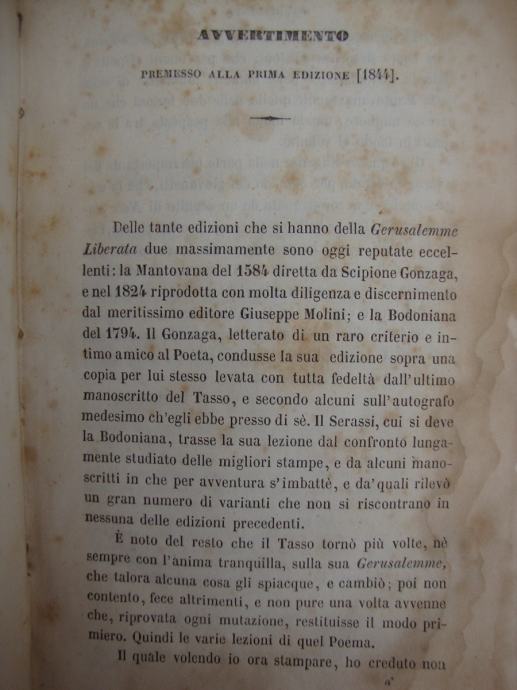 AVVERTIMENTO
PREMESSO ALLA PRIMA EDIZIONE [1844].
Delle tante edizioni che si hanno della Gerusalemme
Liberata due massimamente sono oggi reputate eccel-
lenti: la Mantovana del 1584 diretta da Scipione Gonzaga,
e nel 1824 riprodotta con molta diligenza e discernimento
dal meritissimo editore Giuseppe Molini; e la Bodoniana
del 1794. Il Gonzaga, letterato di un raro criterio e in-
timo amico al Poeta, condusse la sua edizione sopra una
copia per lui stesso levata con tutta fedeltà dall'ultimo
manoscritto del Tasso, e secondo alcuni sull'autografo
medesimo ch'egli ebbe presso di sè. Il Serassi, cui si deve
la Bodoniana, trasse la sua lezione dal confronto lunga-
mente studiato delle migliori stampe, e da alcuni mano-
scritti in che per avventura s'imbattè, e da'quali rilevò
un gran numero di varianti che non si riscontrano in
nessuna delle edizioni precedenti.
È noto del resto che il Tasso tornò più volte, nè
sempre con l'ànima tranquilla, sulla sua Gerusalemme,
che talora alcuna cosa gli spiacque, e cambiò; poi non
contento, fece altrimenti, e non pure una volta avvenne
che, riprovata ogni mutazione, restituisse il modo pri-
miero. Quindi le varie lezioni di quel Poema.
Il quale volendo io ora stampare, ho creduto non
a*